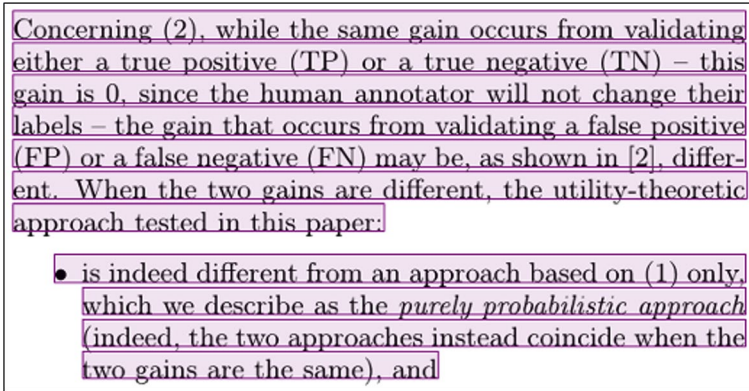 Concerning (2), while the same gain occurs from validating
either a true positive (TP) or a true negative (TN) – this
gain is 0, since the human annotator will not change their
labels – the gain that occurs from validating a false positive
(FP) or a false negative (FN) may be, as shown in [2], differ-
ent. When the two gains are different, the utility-theoretic
approach tested in this paper:
• is indeed different from an approach based on (1) only,
which we describe as the purely probabilistic approach
(indeed, the two approaches instead coincide when the
two gains are the same), and